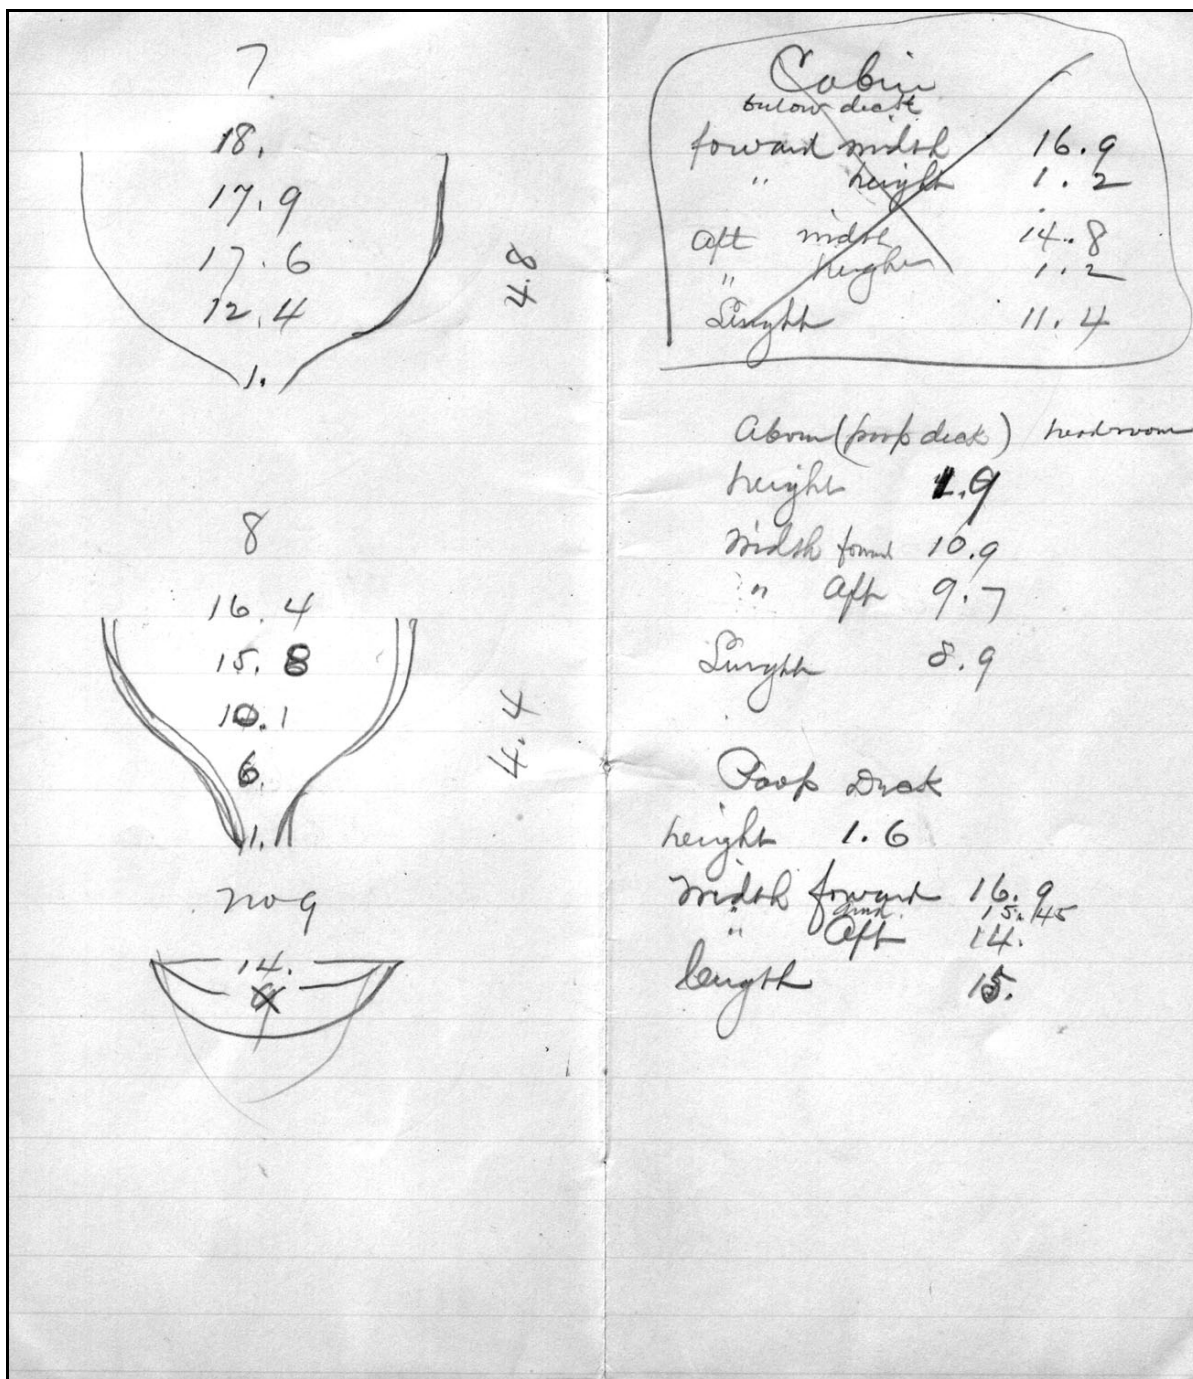 7
18.
17.9
17.6
12.4
1.
4.8
8
16.4
15.8
10.1
6.
1.
4.4
no 9
14.
9
Cabin
below deck
forward width 16.9
" height 1.2
Aft width 14.8
" height 1.2
Lenght 11.4
Above (poop deck) headroom
height 1.9
Width forward 10.9
" Aft 9.7
Lenght 8.9
Poop Deck
height 1.6
Width forward 16.9
" 15.45
" Aft 14.
length 15.